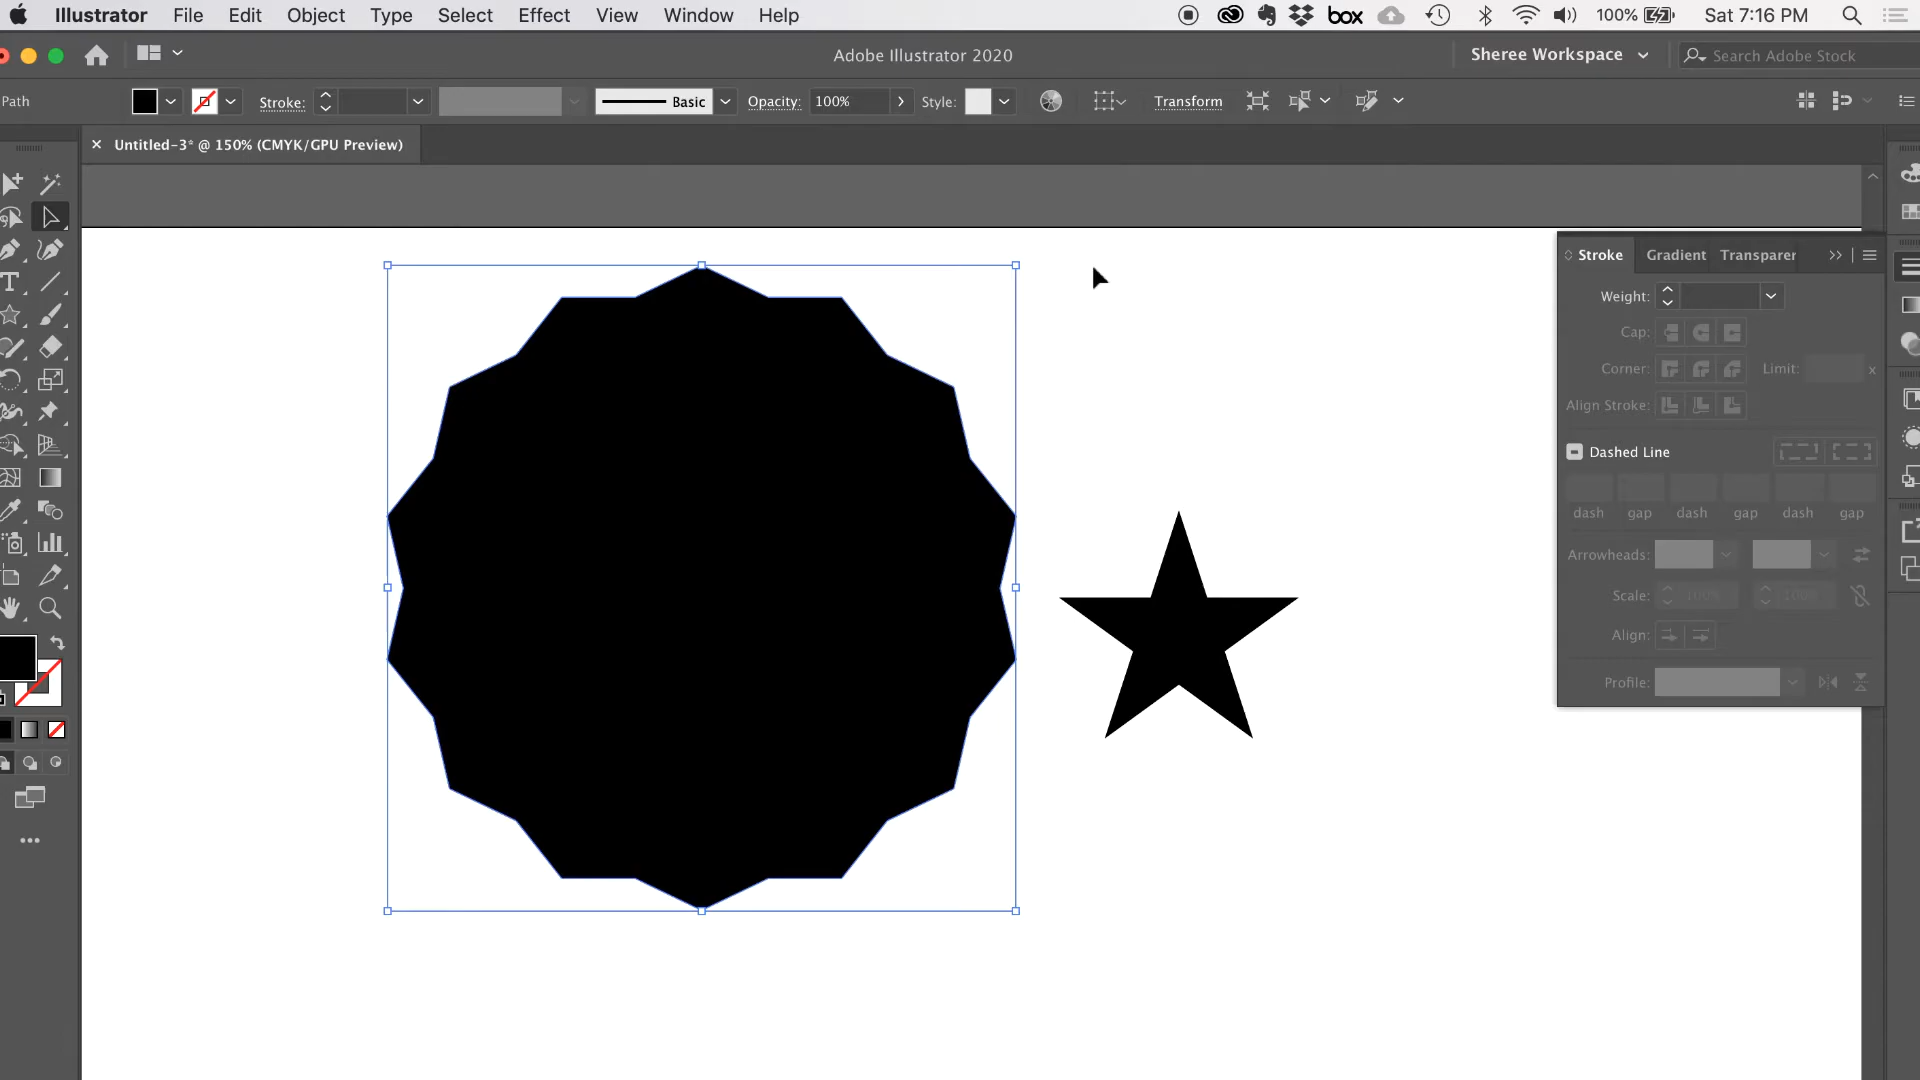 Illustrator File Edit Object Type Select Effect View Window Help box 100% Sat 7:16 PM
Adobe Illustrator 2020 Sheree Workspace Search Adobe Stock
Path Stroke: Basic Opacity: 100% Style: Transform
× Untitled-3* @ 150% (CMYK/GPU Preview)
Stroke Gradient Transparer
Weight:
Cap:
Corner: Limit: x
Align Stroke:
Dashed Line
dash gap dash gap dash gap
Arrowheads:
Scale: 100% 100%
Align:
Profile: